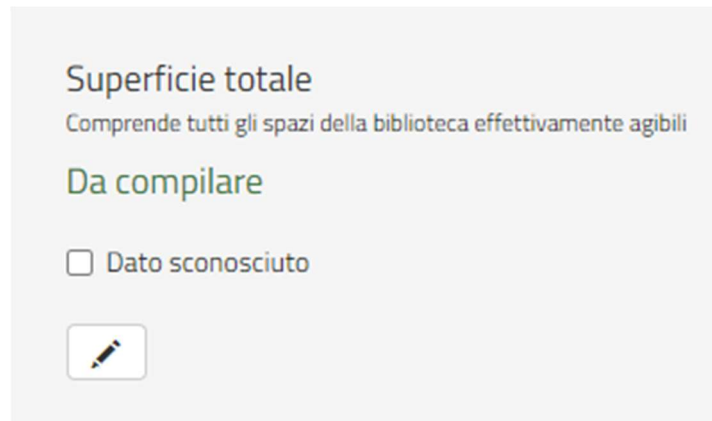 Superficie totale
Comprende tutti gli spazi della biblioteca effettivamente agibili
Da compilare
Dato sconosciuto